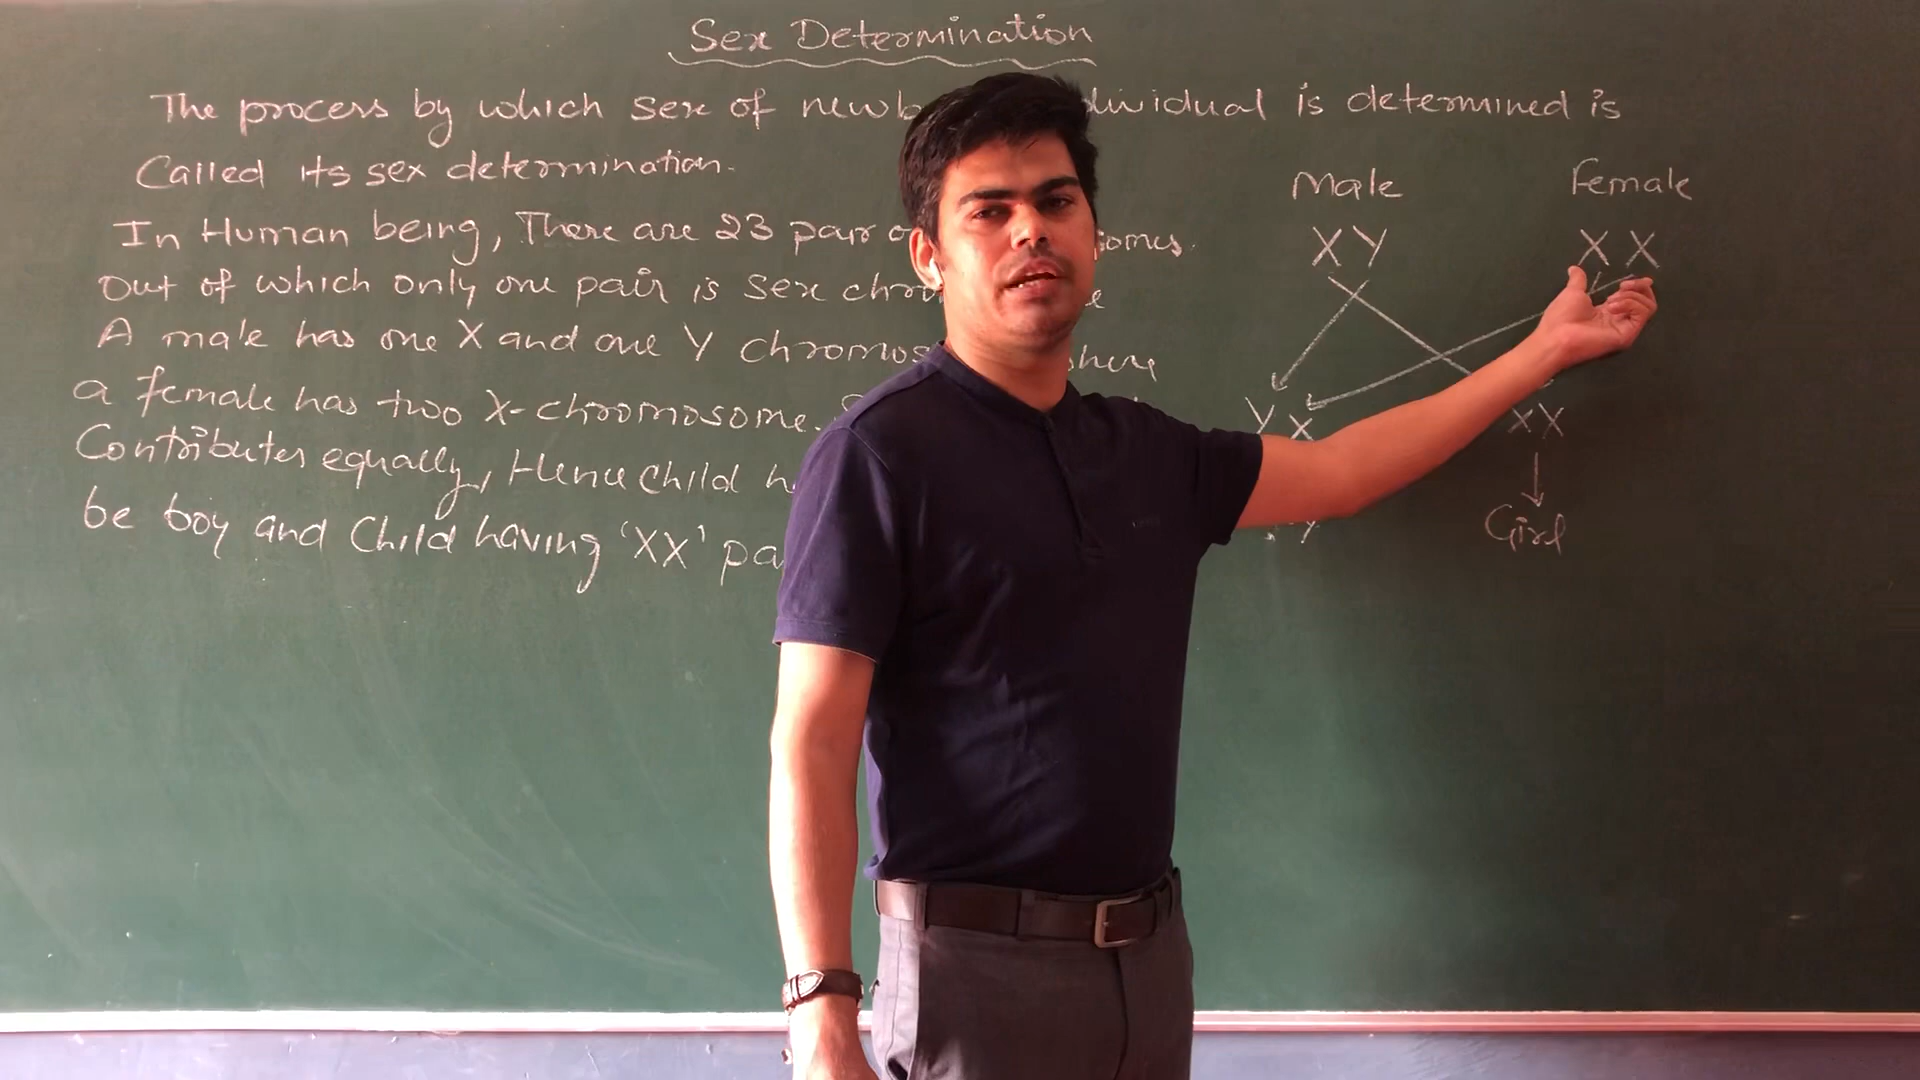 Sex Determination
The process by which sex of newb dividual is determined is
Called its sex determination.
In Human being, There are 23 pair o somes.
Out of which only one pair is sex chro e
A male has one X and one Y chromos where
a female has two X-chromosome.
Contributes equally, Hence child h
be boy and Child having 'XX' pa
Male Female
XY XX
YX XX
Girl